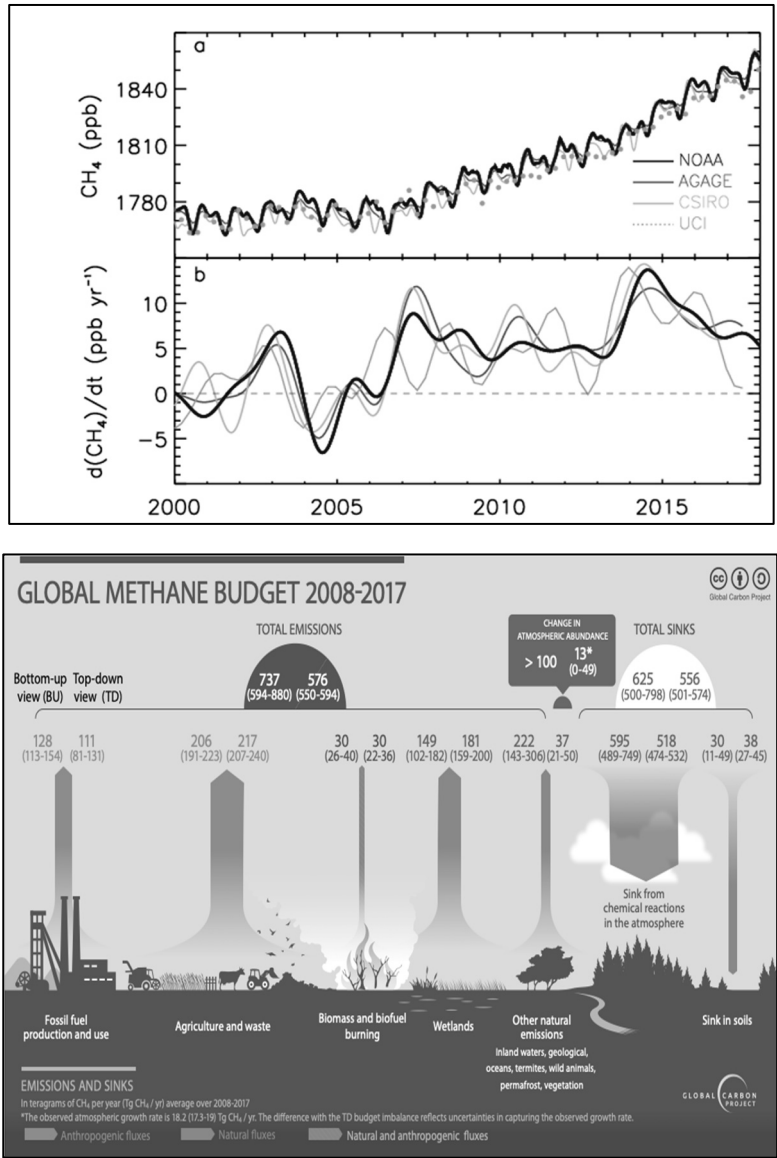 a
CH₄ (ppb)
1840
1810
1780
NOAA
AGAGE
CSIRO
UCI
b
d(CH₄)/dt (ppb yr⁻¹)
10
5
0
−5
2000 2005 2010 2015
GLOBAL METHANE BUDGET 2008-2017
Global Carbon Project
TOTAL EMISSIONS
CHANGE IN
ATMOSPHERIC ABUNDANCE
TOTAL SINKS
Bottom-up Top-down
view (BU) view (TD)
737 576
(594-880) (550-594)
> 100 13*
(0-49)
625 556
(500-798) (501-574)
128 111
(113-154) (81-131)
206 217
(191-223) (207-240)
30 30
(26-40) (22-36)
149 181
(102-182) (159-200)
222 37
(143-306) (21-50)
595 518
(489-749) (474-532)
30 38
(11-49) (27-45)
Sink from
chemical reactions
in the atmosphere
Fossil fuel
production and use
Agriculture and waste
Biomass and biofuel
burning
Wetlands
Other natural
emissions
Inland waters, geological,
oceans, termites, wild animals,
permafrost, vegetation
Sink in soils
EMISSIONS AND SINKS
In teragrams of CH₄ per year (Tg CH₄ / yr) average over 2008-2017
*The observed atmospheric growth rate is 18.2 (17.3-19) Tg CH₄ / yr. The difference with the TD budget imbalance reflects uncertainties in capturing the observed growth rate.
Anthropogenic fluxes Natural fluxes Natural and anthropogenic fluxes
GLOBAL CARBON
PROJECT